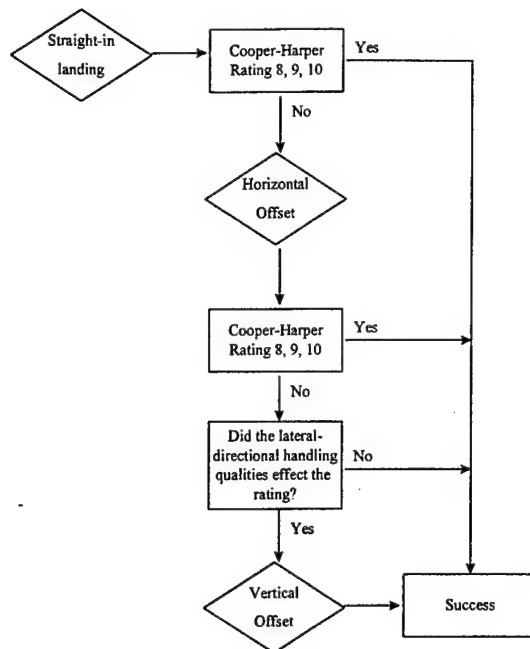 Straight-in
landing
Cooper-Harper
Rating 8, 9, 10
Yes
No
Horizontal
Offset
Cooper-Harper
Rating 8, 9, 10
Yes
No
Did the lateral-
directional handling
qualities effect the
rating?
No
Yes
Vertical
Offset
Success